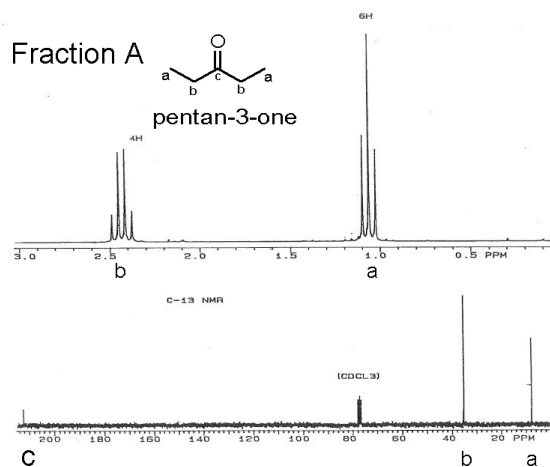 6H
Fraction A
O
a b c b a
pentan-3-one
4H
3.0 2.5 2.0 1.5 1.0 0.5 PPM
b a
C-13 NMR
(CDCL3)
200 180 160 140 120 100 80 60 40 20 PPM
C b a